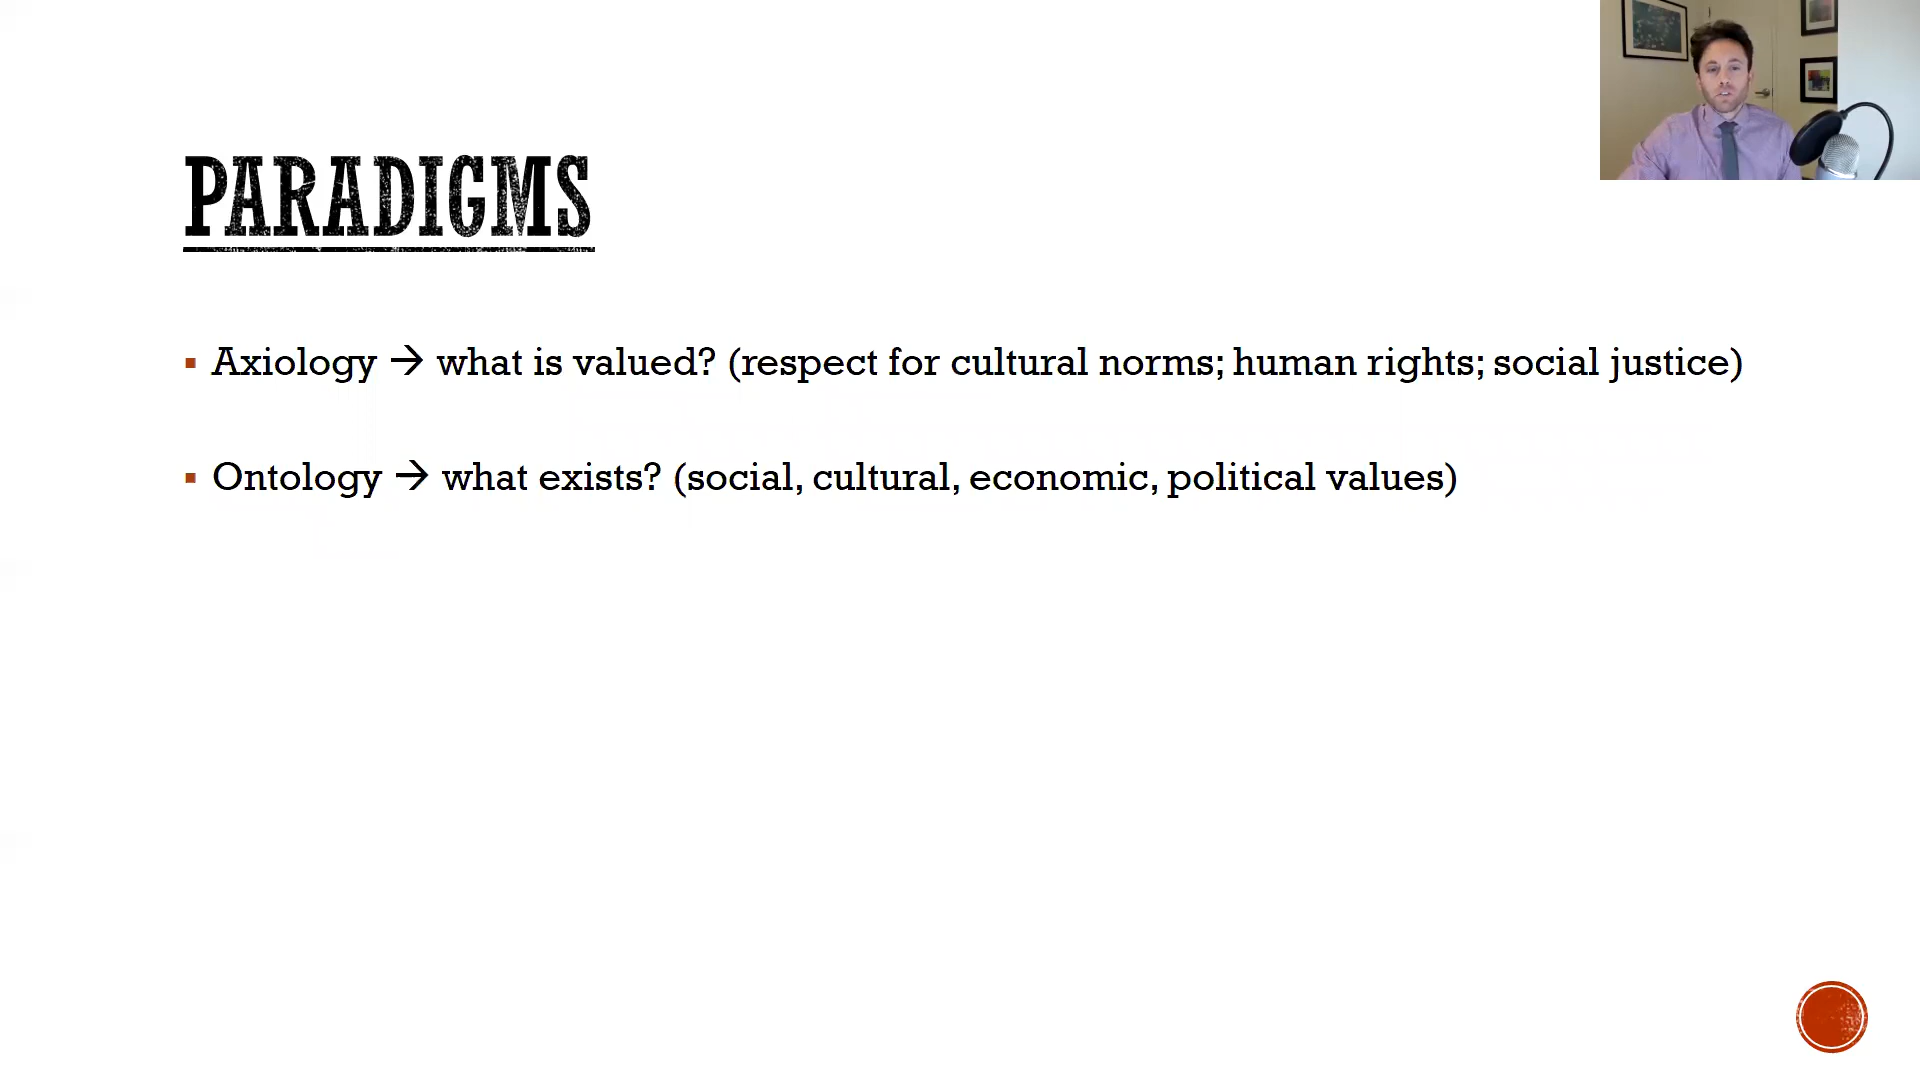 PARADIGMS
▪ Axiology → what is valued? (respect for cultural norms; human rights; social justice)
▪ Ontology → what exists? (social, cultural, economic, political values)